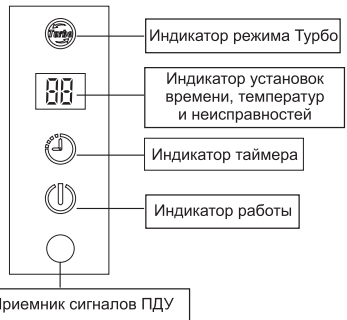 Turbo
Индикатор режима Турбо
88
Индикатор установок
времени, температур
и неисправностей
Индикатор таймера
Индикатор работы
Приемник сигналов ПДУ